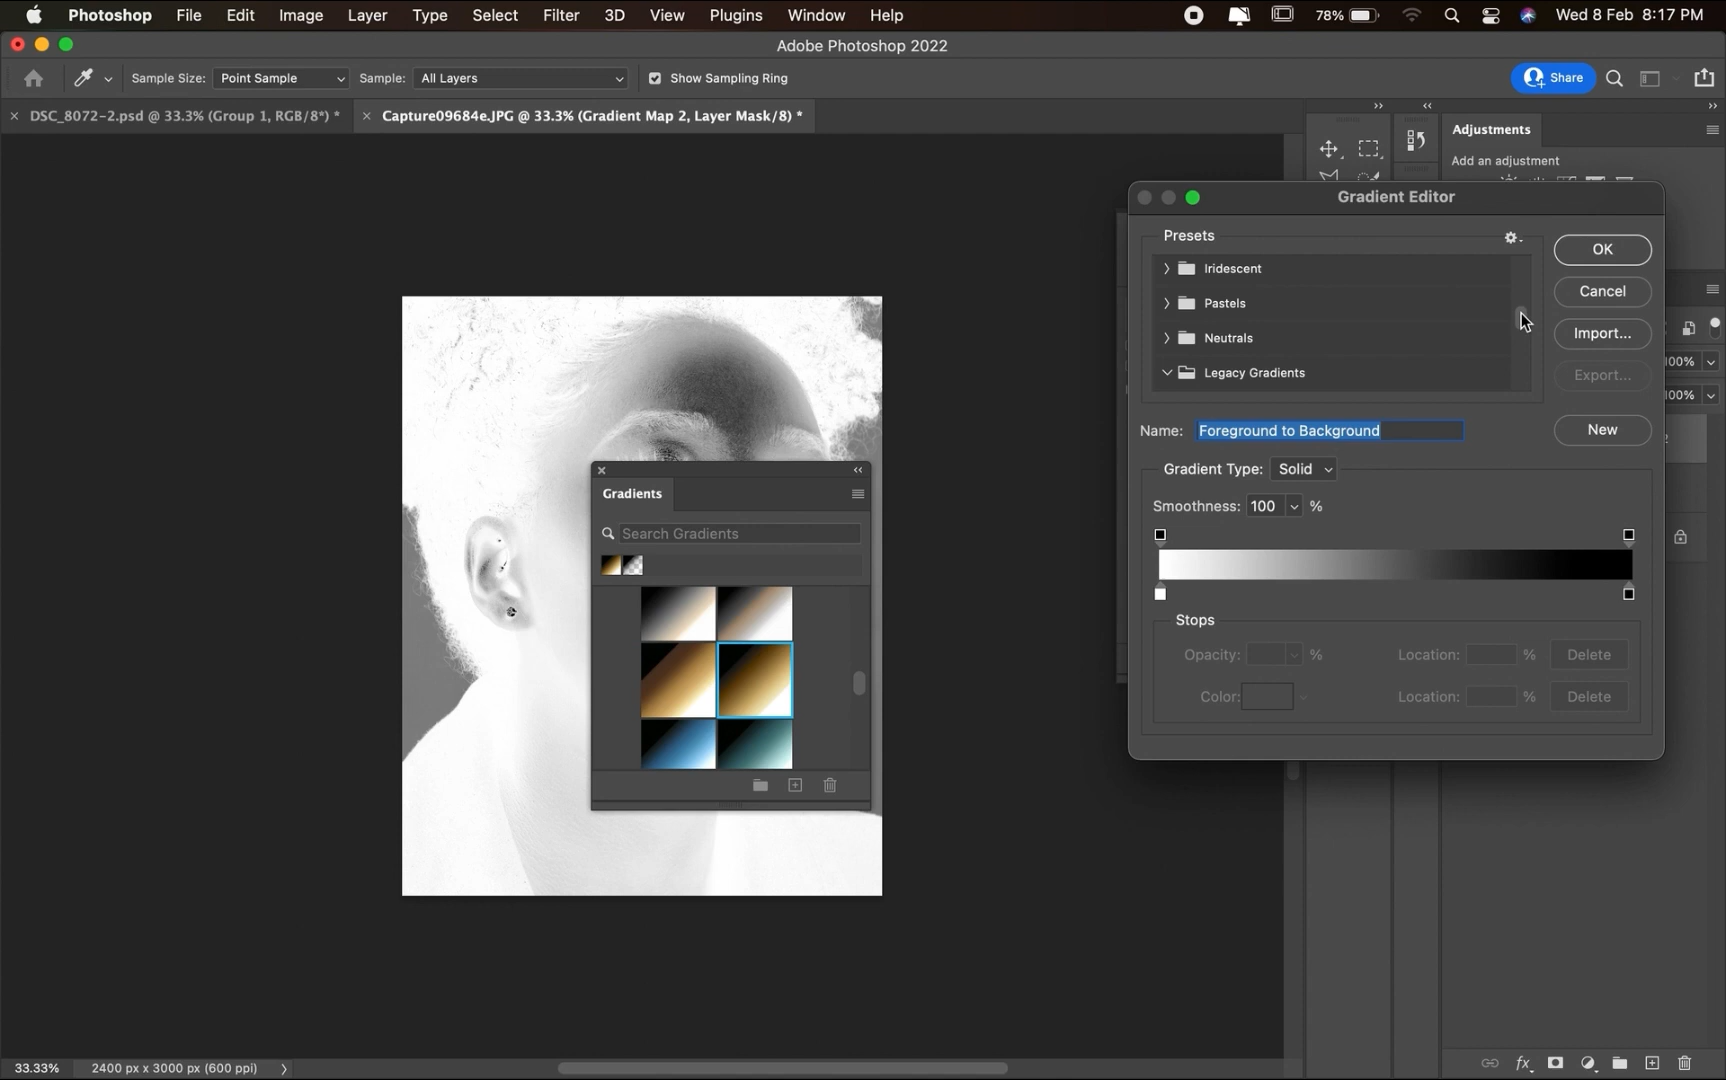 Photoshop File Edit Image Layer Type Select Filter 3D View Plugins Window Help 78% Wed 8 Feb 8:17 PM
Adobe Photoshop 2022
Sample Size: Point Sample Sample: All Layers Show Sampling Ring Share
DSC_8072-2.psd @ 33.3% (Group 1, RGB/8*) * Capture09684e.JPG @ 33.3% (Gradient Map 2, Layer Mask/8) *
Adjustments
Add an adjustment
Gradient Editor
Presets
OK
Iridescent
Cancel
Pastels
Import...
Neutrals
Legacy Gradients
Export...
100%
100%
Name: Foreground to Background
New
Gradient Type: Solid
Smoothness: 100 %
Gradients
Search Gradients
Stops
Opacity: % Location: % Delete
Color: Location: % Delete
33.33% 2400 px x 3000 px (600 ppi)
fx